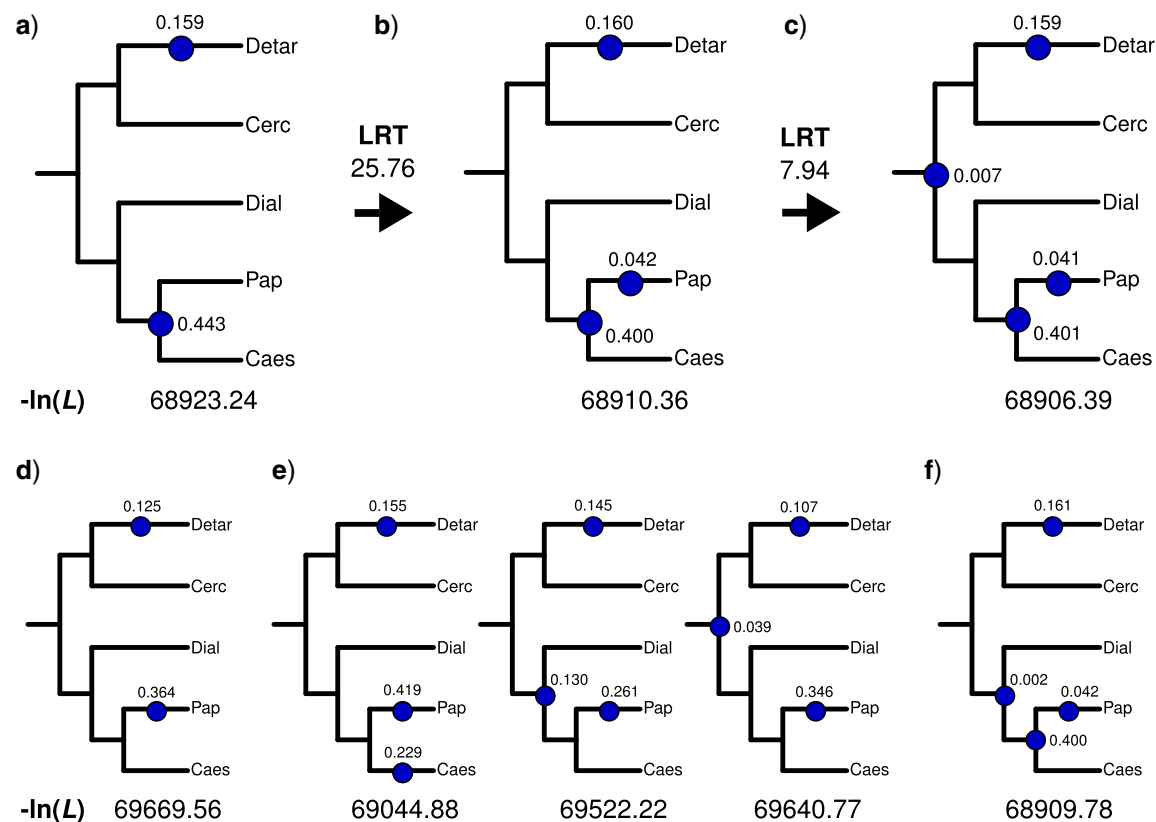 a) b) c)
0.159 0.160 0.159
Detar Detar Detar
Cerc Cerc Cerc
LRT LRT
25.76 7.94
0.007
Dial Dial Dial
0.042 0.041
Pap Pap Pap
0.443 0.400 0.401
Caes Caes Caes
-ln(L) 68923.24 68910.36 68906.39
d) e) f)
0.125 0.155 0.145 0.107 0.161
Detar Detar Detar Detar Detar
Cerc Cerc Cerc Cerc Cerc
0.039
Dial Dial Dial Dial Dial
0.130 0.002
0.364 0.419 0.261 0.346 0.042
Pap Pap Pap Pap Pap
0.229 0.400
Caes Caes Caes Caes Caes
-ln(L) 69669.56 69044.88 69522.22 69640.77 68909.78